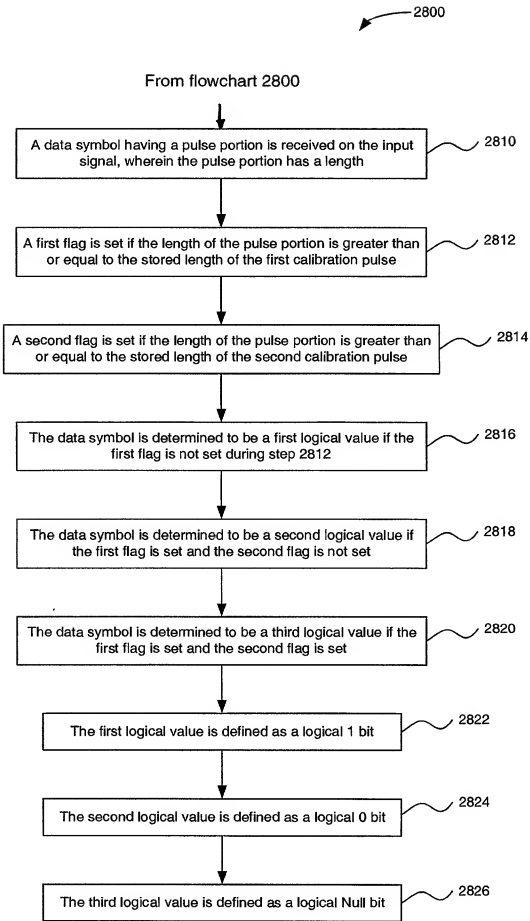 2800
From flowchart 2800
A data symbol having a pulse portion is received on the input
signal, wherein the pulse portion has a length
2810
A first flag is set if the length of the pulse portion is greater than
or equal to the stored length of the first calibration pulse
2812
A second flag is set if the length of the pulse portion is greater than
or equal to the stored length of the second calibration pulse
2814
The data symbol is determined to be a first logical value if the
first flag is not set during step 2812
2816
The data symbol is determined to be a second logical value if
the first flag is set and the second flag is not set
2818
The data symbol is determined to be a third logical value if the
first flag is set and the second flag is set
2820
The first logical value is defined as a logical 1 bit
2822
The second logical value is defined as a logical 0 bit
2824
The third logical value is defined as a logical Null bit
2826